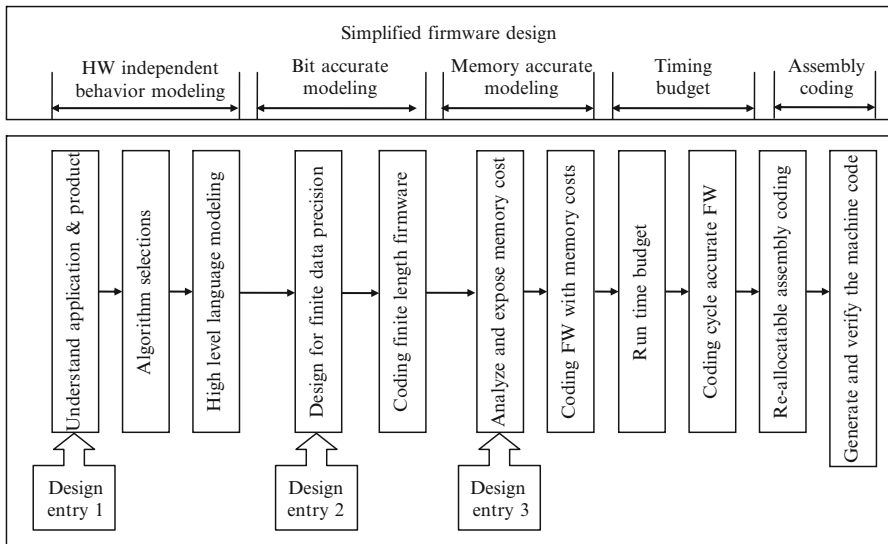 Simplified firmware design
HW independent
behavior modeling
Bit accurate
modeling
Memory accurate
modeling
Timing
budget
Assembly
coding
Understand application & product
Algorithm selections
High level language modeling
Design for finite data precision
Coding finite length firmware
Analyze and expose memory cost
Coding FW with memory costs
Run time budget
Coding cycle accurate FW
Re-allocatable assembly coding
Generate and verify the machine code
Design
entry 1
Design
entry 2
Design
entry 3